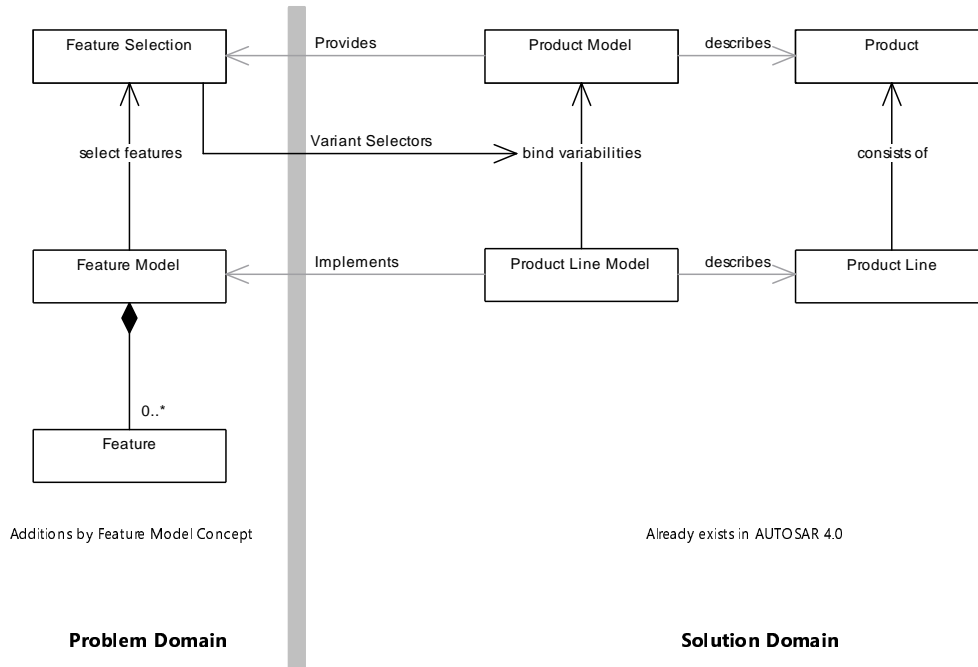 Feature Selection
Provides
Product Model
describes
Product
Variant Selectors
select features
bind variabilities
consists of
Feature Model
Implements
Product Line Model
describes
Product Line
0..*
Feature
Additions by Feature Model Concept
Already exists in AUTOSAR 4.0
Problem Domain
Solution Domain